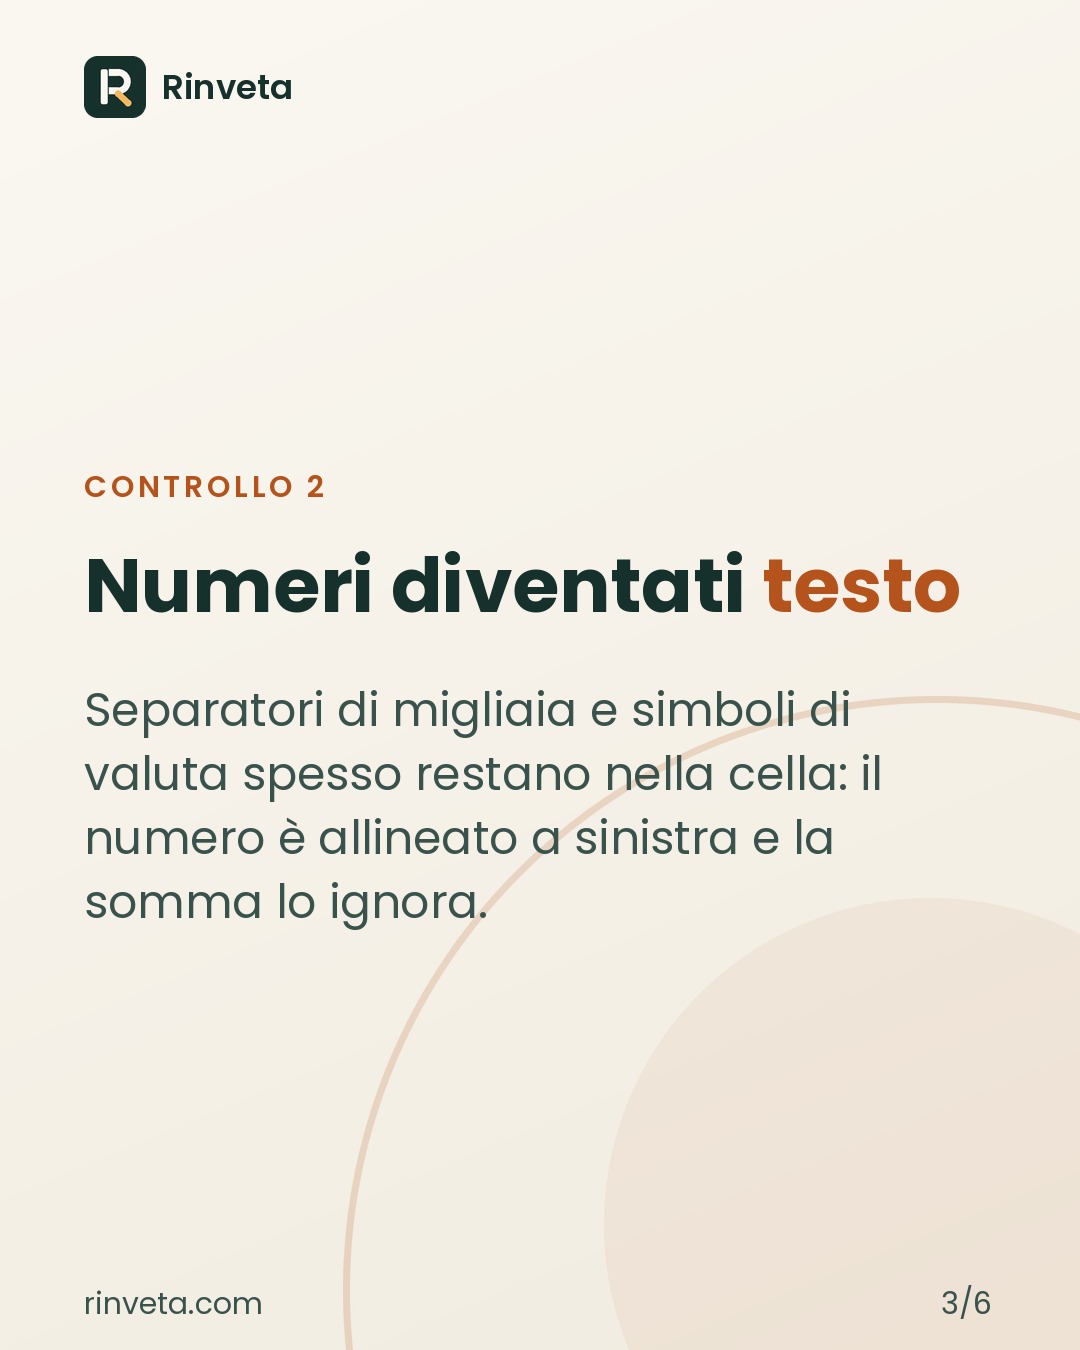 Rinveta
CONTROLLO 2
Numeri diventati testo
Separatori di migliaia e simboli di
valuta spesso restano nella cella: il
numero è allineato a sinistra e la
somma lo ignora.
rinveta.com
3/6